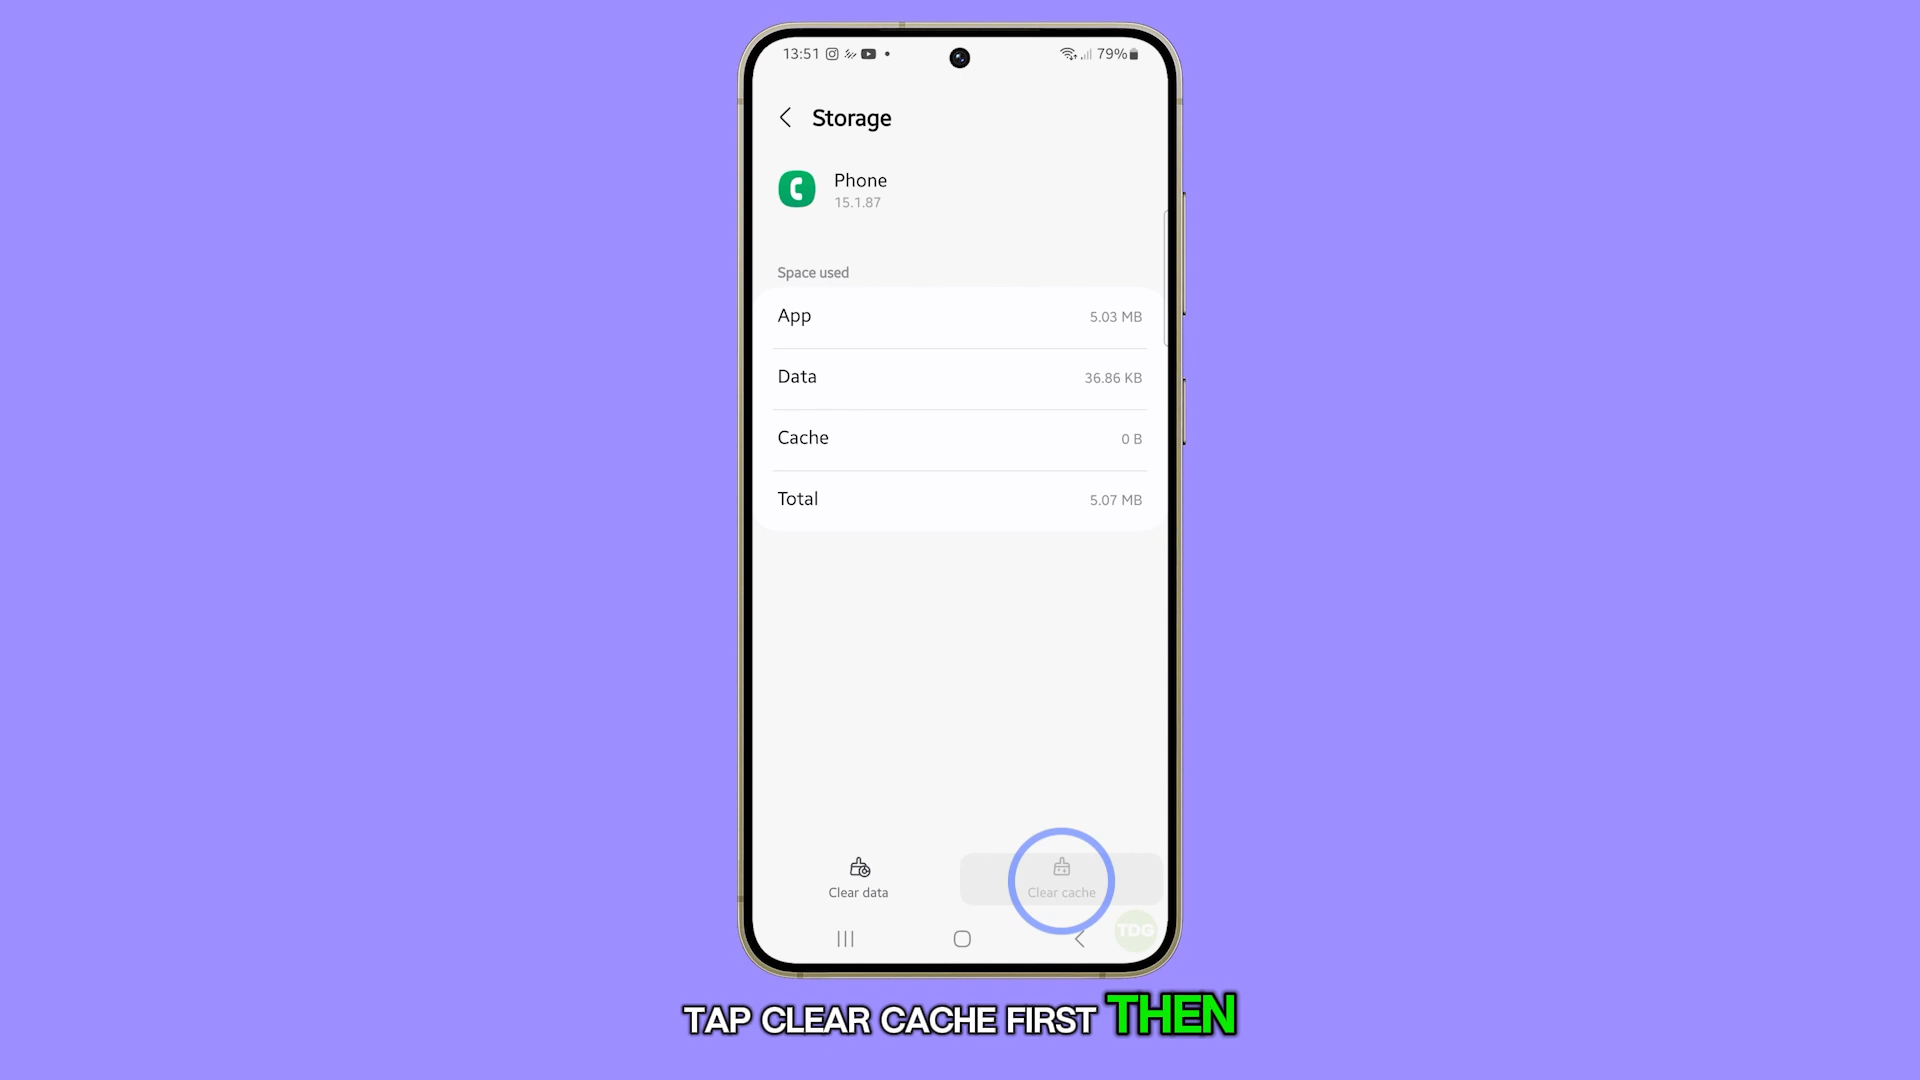 13:51
79%
Storage
Phone
15.1.87
Space used
App 5.03 MB
Data 36.86 KB
Cache 0 B
Total 5.07 MB
Clear data Clear cache
TDG
TAP CLEAR CACHE FIRST THEN